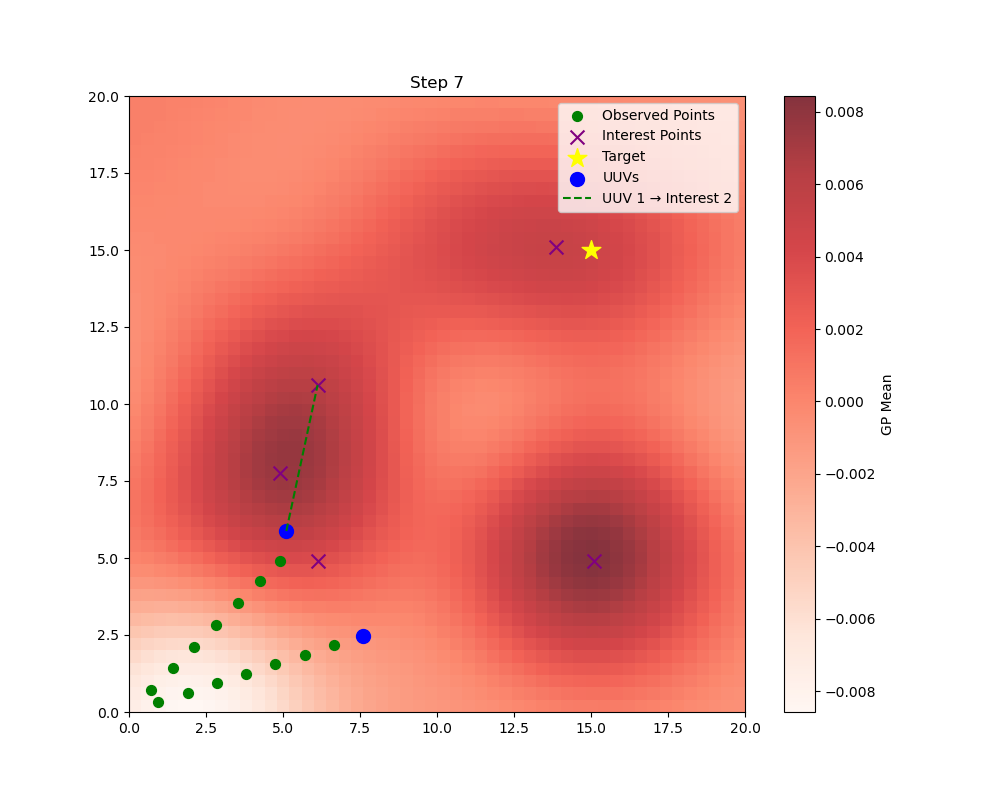 Step 7
20.0
17.5
15.0
12.5
10.0
7.5
5.0
2.5
0.0
0.0 2.5 5.0 7.5 10.0 12.5 15.0 17.5 20.0
Observed Points
Interest Points
Target
UUVs
UUV 1 → Interest 2
0.008
0.006
0.004
0.002
0.000
−0.002
−0.004
−0.006
−0.008
GP Mean